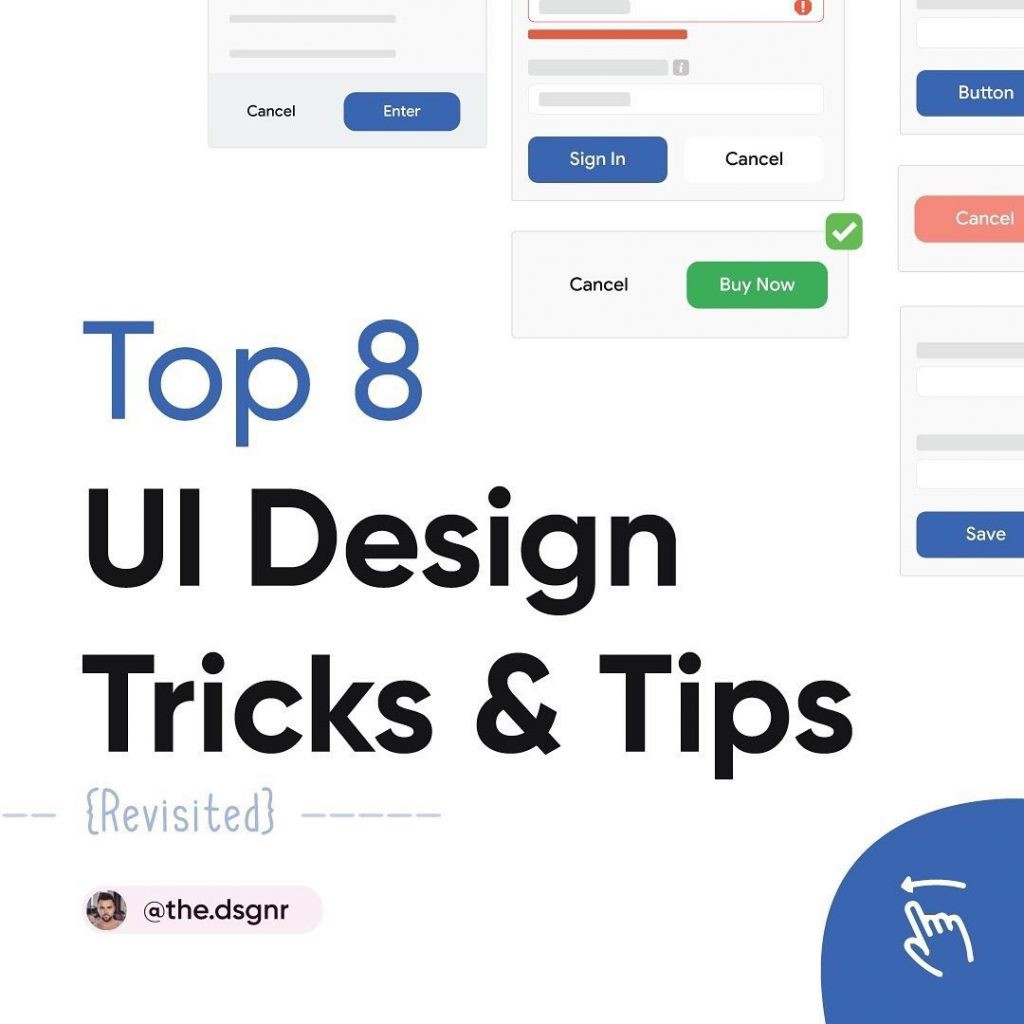 Cancel
Enter
Sign In
Cancel
Cancel
Buy Now
Button
Cancel
Save
Top 8
UI Design
Tricks & Tips
{Revisited}
@the.dsgnr